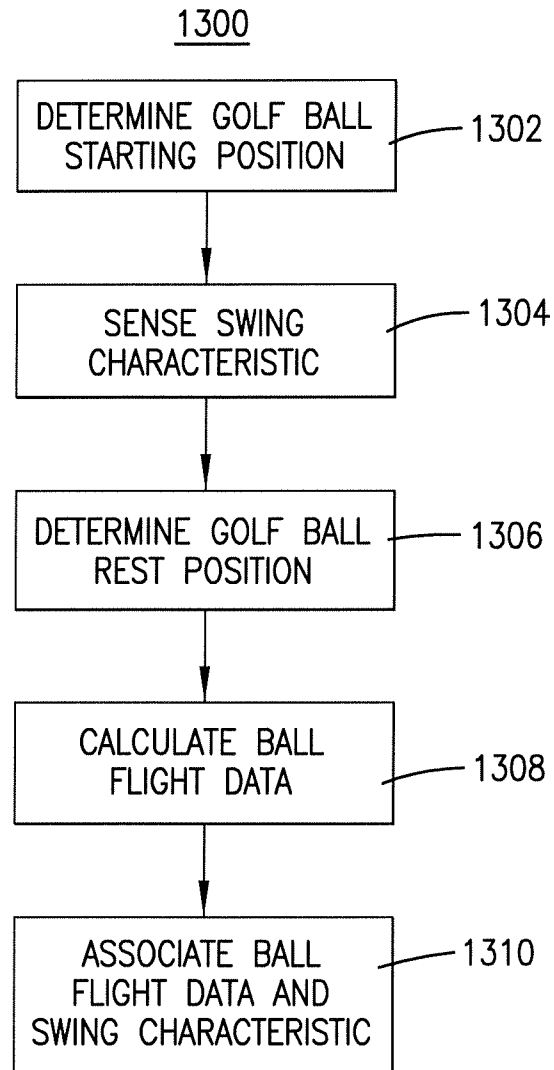 1300
DETERMINE GOLF BALL
STARTING POSITION
1302
SENSE SWING
CHARACTERISTIC
1304
DETERMINE GOLF BALL
REST POSITION
1306
CALCULATE BALL
FLIGHT DATA
1308
ASSOCIATE BALL
FLIGHT DATA AND
SWING CHARACTERISTIC
1310